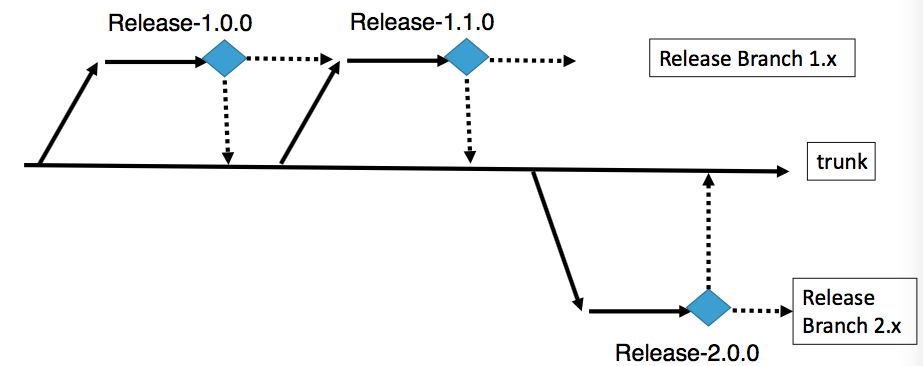 Release-1.0.0
Release-1.1.0
Release Branch 1.x
trunk
Release
Branch 2.x
Release-2.0.0